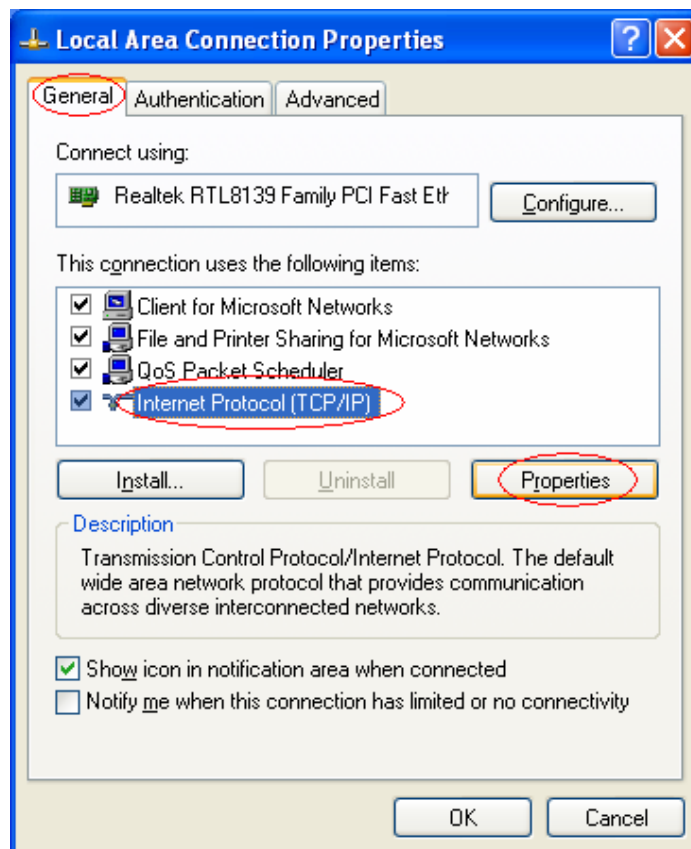 Local Area Connection Properties
General Authentication Advanced
Connect using:
Realtek RTL8139 Family PCI Fast Eth
Configure...
This connection uses the following items:
Client for Microsoft Networks
File and Printer Sharing for Microsoft Networks
QoS Packet Scheduler
Internet Protocol (TCP/IP)
Install... Uninstall Properties
Description
Transmission Control Protocol/Internet Protocol. The default
wide area network protocol that provides communication
across diverse interconnected networks.
Show icon in notification area when connected
Notify me when this connection has limited or no connectivity
OK Cancel